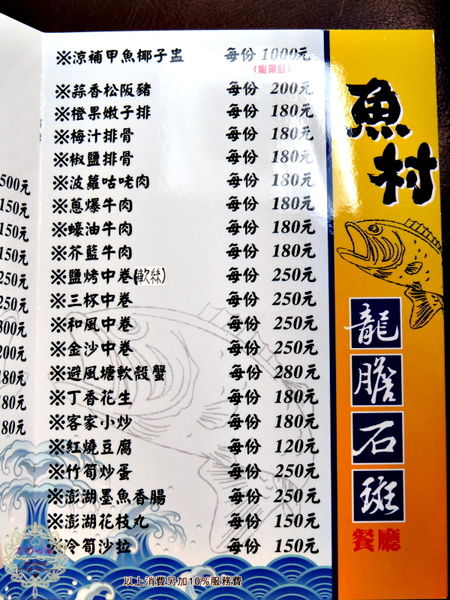 ※涼補甲魚椰子盅 每份 1000元
(需預訂)
※蒜香松阪豬 每份 200元
※橙果嫩子排 每份 180元
※梅汁排骨 每份 180元
※椒鹽排骨 每份 180元
※波蘿咕咾肉 每份 180元
※蔥爆牛肉 每份 180元
※蠔油牛肉 每份 180元
※芥藍牛肉 每份 180元
※鹽烤中卷(軟絲) 每份 250元
※三杯中卷 每份 250元
※和風中卷 每份 250元
※金沙中卷 每份 250元
※避風塘軟殼蟹 每份 280元
※丁香花生 每份 180元
※客家小炒 每份 180元
※紅燒豆腐 每份 120元
※竹筍炒蛋 每份 250元
※澎湖墨魚香腸 每份 250元
※澎湖花枝丸 每份 150元
※冷筍沙拉 每份 150元
以上消費另加10%服務費
500元
150元
150元
150元
250元
250元
300元
200元
180元
180元
180元
魚村
龍膽石斑
餐廳